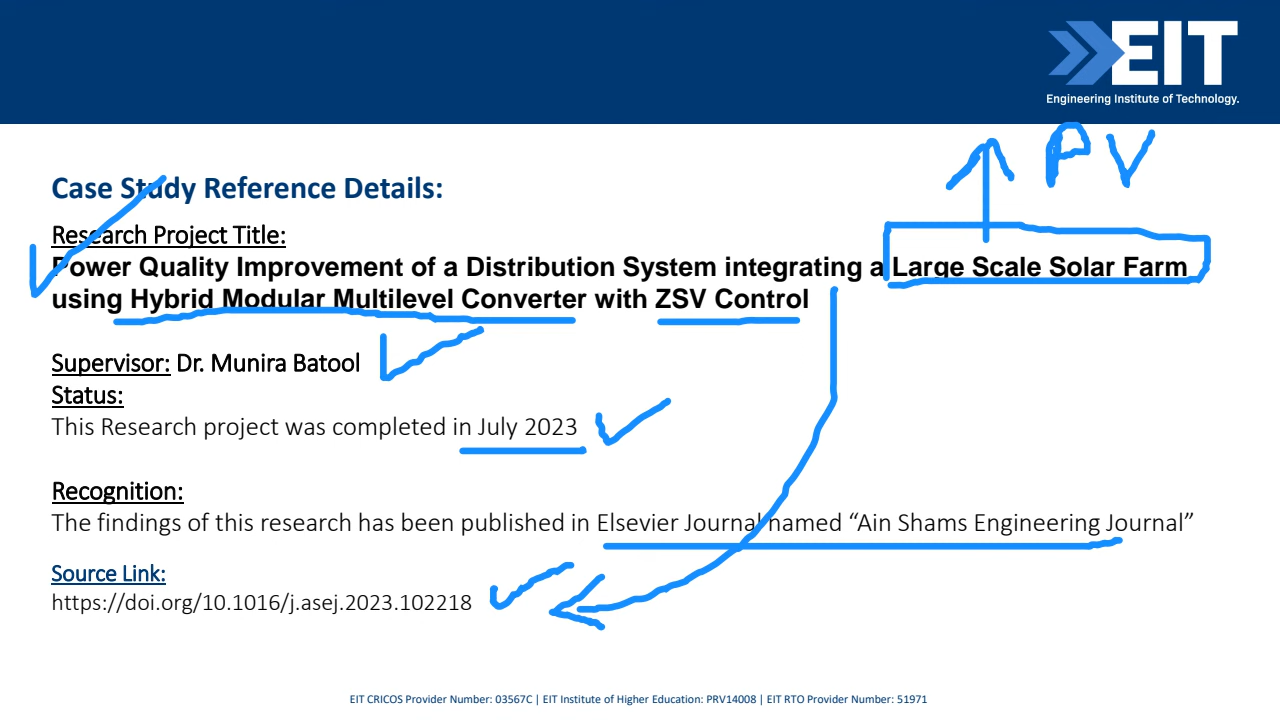 EIT
Engineering Institute of Technology.
PV
Case Study Reference Details:
Research Project Title:
Power Quality Improvement of a Distribution System integrating a Large Scale Solar Farm
using Hybrid Modular Multilevel Converter with ZSV Control
Supervisor: Dr. Munira Batool
Status:
This Research project was completed in July 2023
Recognition:
The findings of this research has been published in Elsevier Journal named “Ain Shams Engineering Journal”
Source Link:
https://doi.org/10.1016/j.asej.2023.102218
EIT CRICOS Provider Number: 03567C | EIT Institute of Higher Education: PRV14008 | EIT RTO Provider Number: 51971